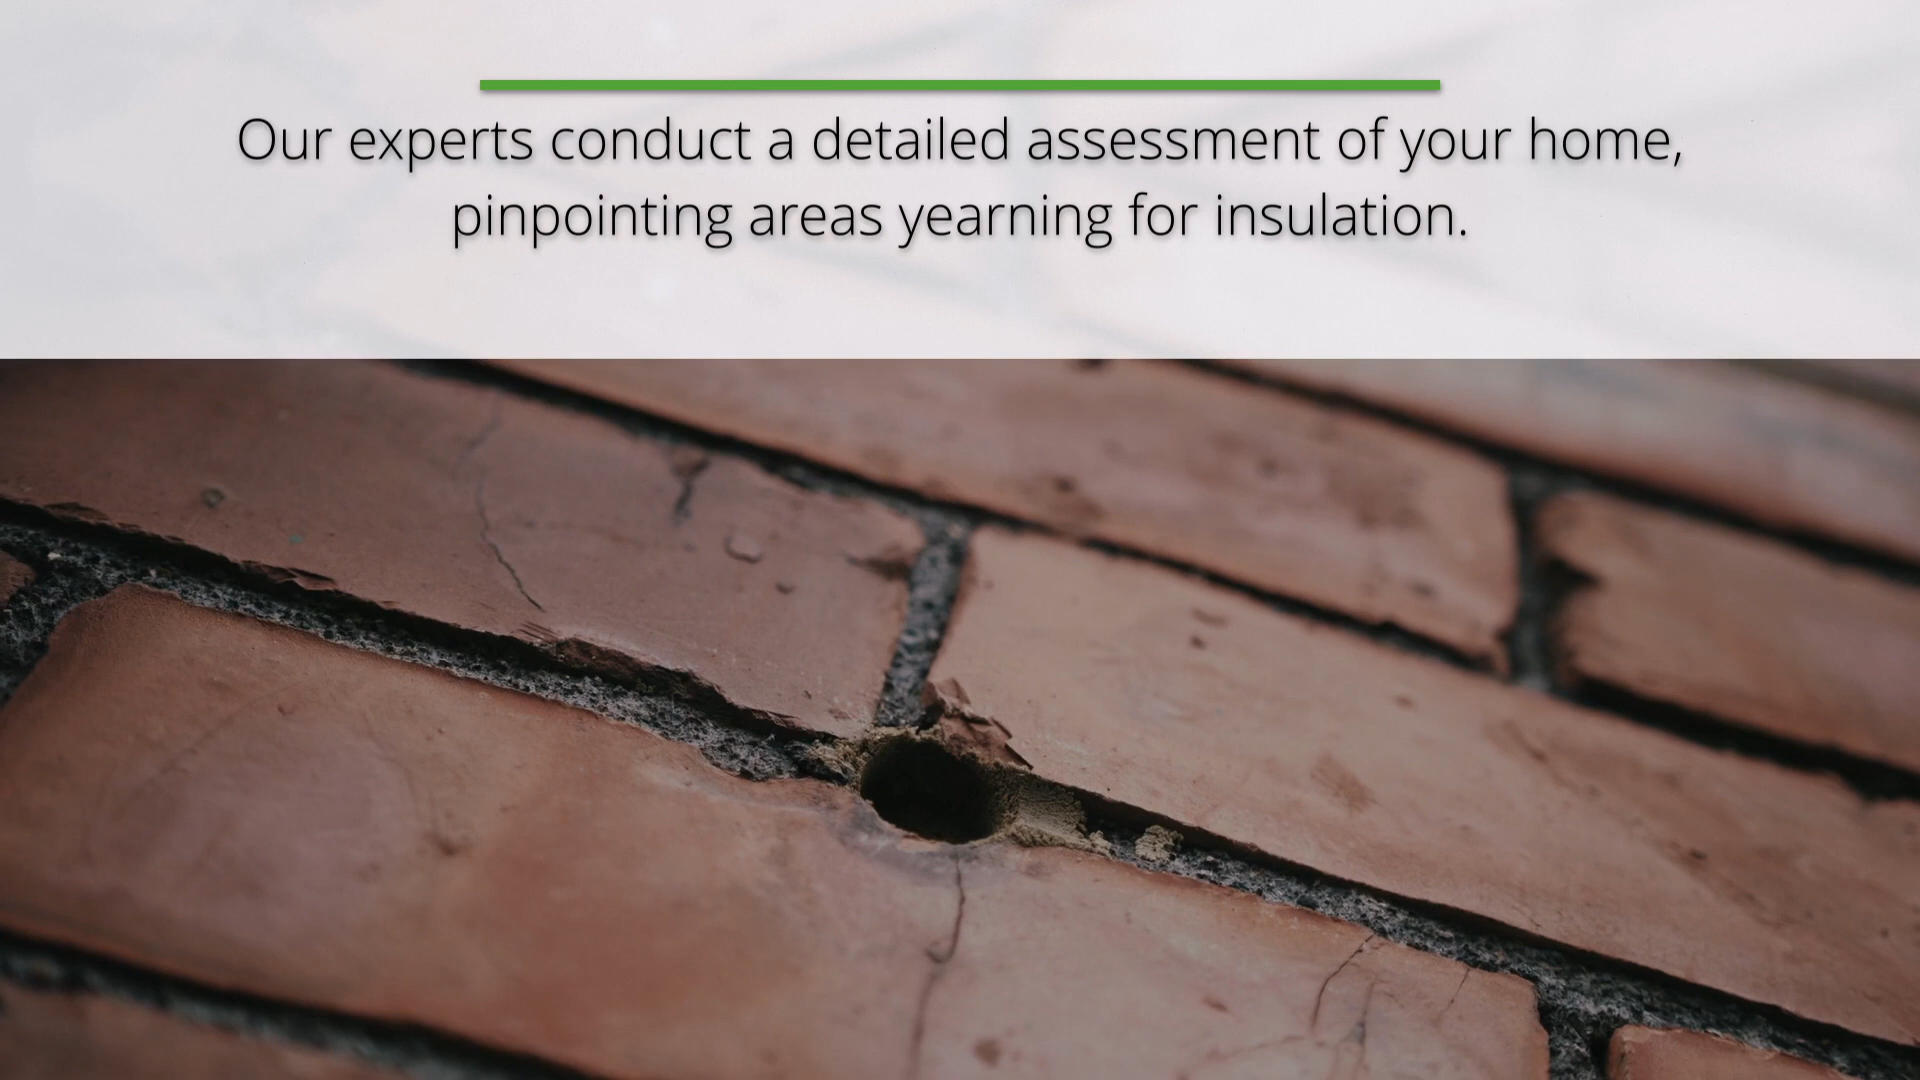 Our experts conduct a detailed assessment of your home,
pinpointing areas yearning for insulation.